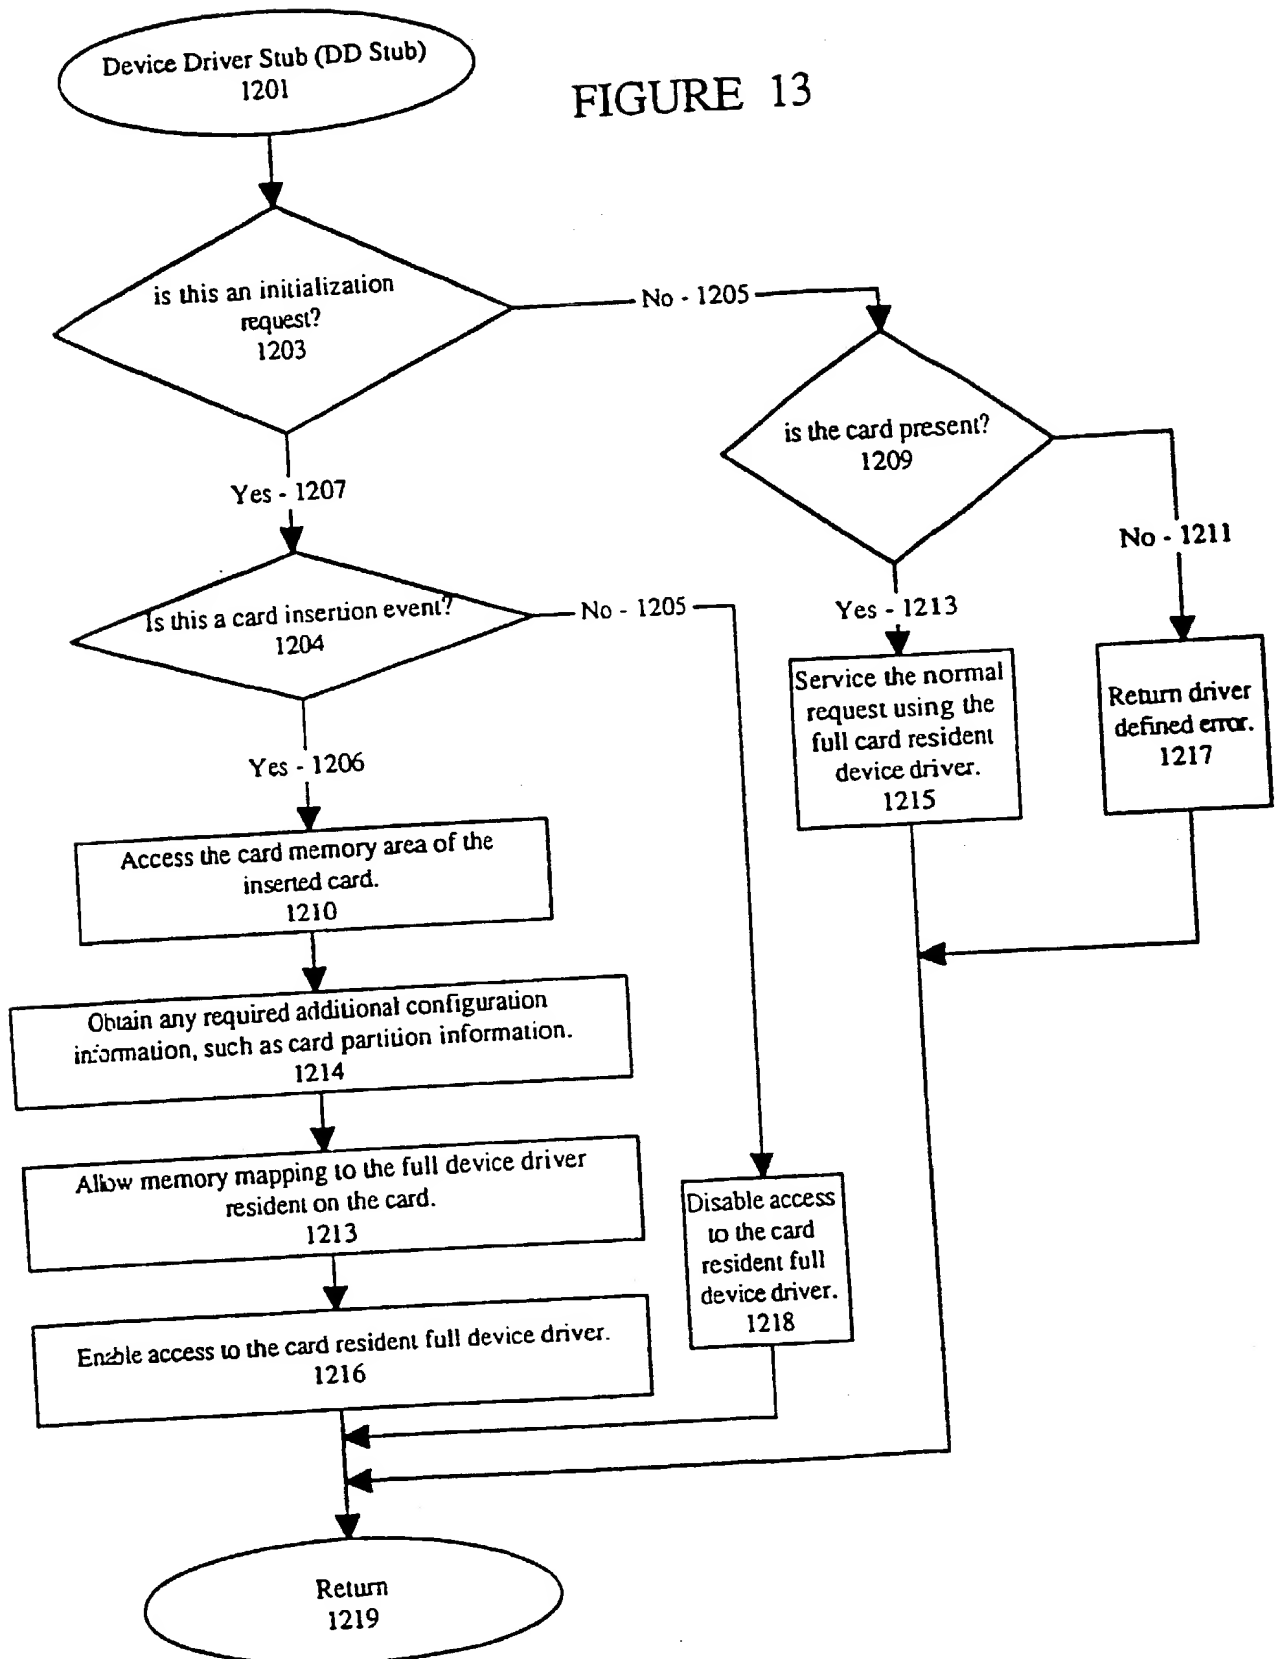 Device Driver Stub (DD Stub)
1201
FIGURE 13
is this an initialization
request?
1203
No - 1205
is the card present?
1209
Yes - 1207
No - 1211
Is this a card insertion event?
1204
No - 1205
Yes - 1213
Service the normal
request using the
full card resident
device driver.
1215
Return driver
defined error.
1217
Yes - 1206
Access the card memory area of the
inserted card.
1210
Obtain any required additional configuration
information, such as card partition information.
1214
Allow memory mapping to the full device driver
resident on the card.
1213
Disable access
to the card
resident full
device driver.
1218
Enable access to the card resident full device driver.
1216
Return
1219